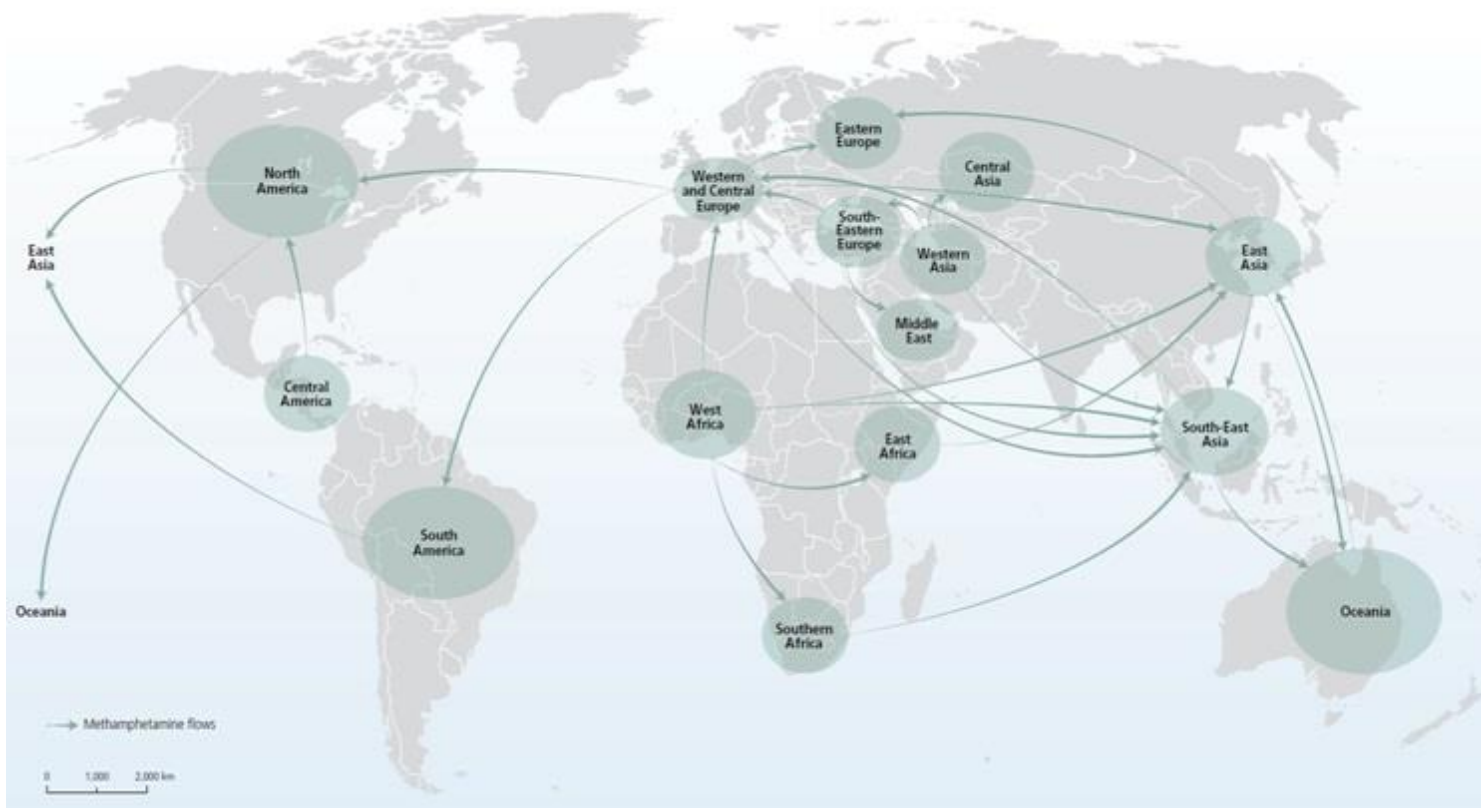 Eastern
Europe
North
America
Western
and Central
Europe
Central
Asia
South-
Eastern
Europe
Western
Asia
East
Asia
East
Asia
Middle
East
Central
America
West
Africa
East
Africa
South-East
Asia
South
America
Southern
Africa
Oceania
Oceania
Methamphetamine flows
0 1,000 2,000 km